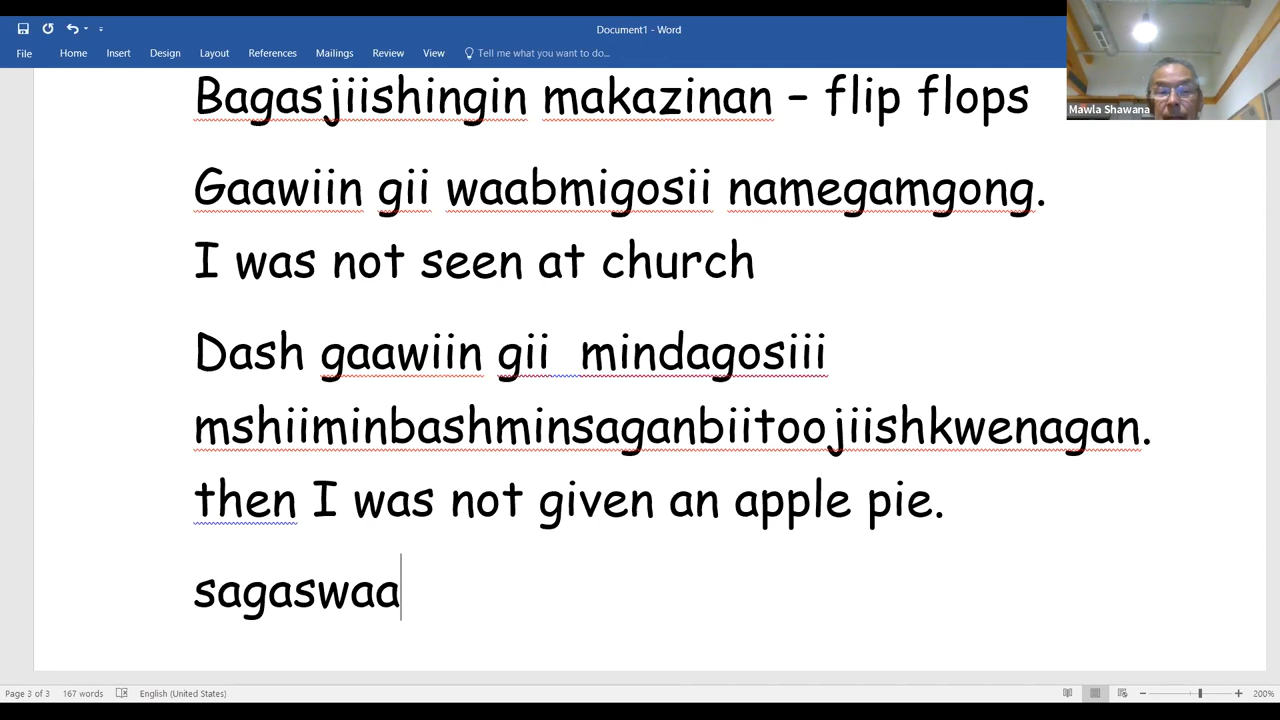 Document1 - Word
File Home Insert Design Layout References Mailings Review View Tell me what you want to do...
Mawla Shawana
Bagasjiishingin makazinan – flip flops
Gaawiin gii waabmigosii namegamgong.
I was not seen at church
Dash gaawiin gii mindagosiii
mshiiminbashminsaganbiitoojiishkwenagan.
then I was not given an apple pie.
sagaswaa
Page 3 of 3 167 words English (United States) 200%